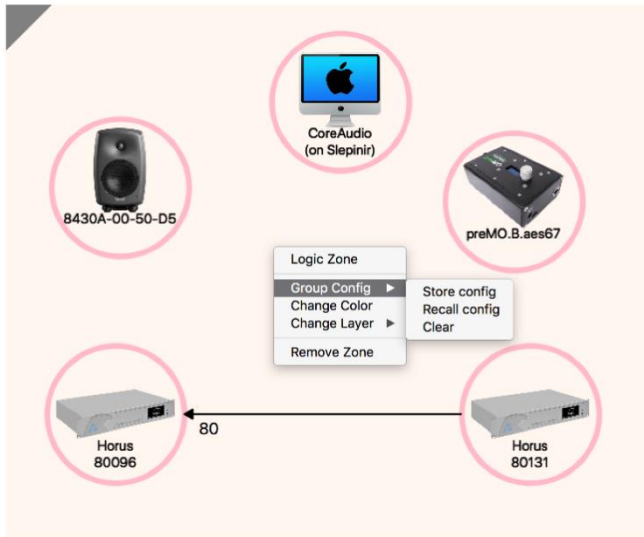 CoreAudio
(on Slepinir)
8430A-00-50-D5
preMO.B.aes67
Logic Zone
Group Config
Store config
Change Color
Recall config
Change Layer
Clear
Remove Zone
80
Horus
80096
Horus
80131